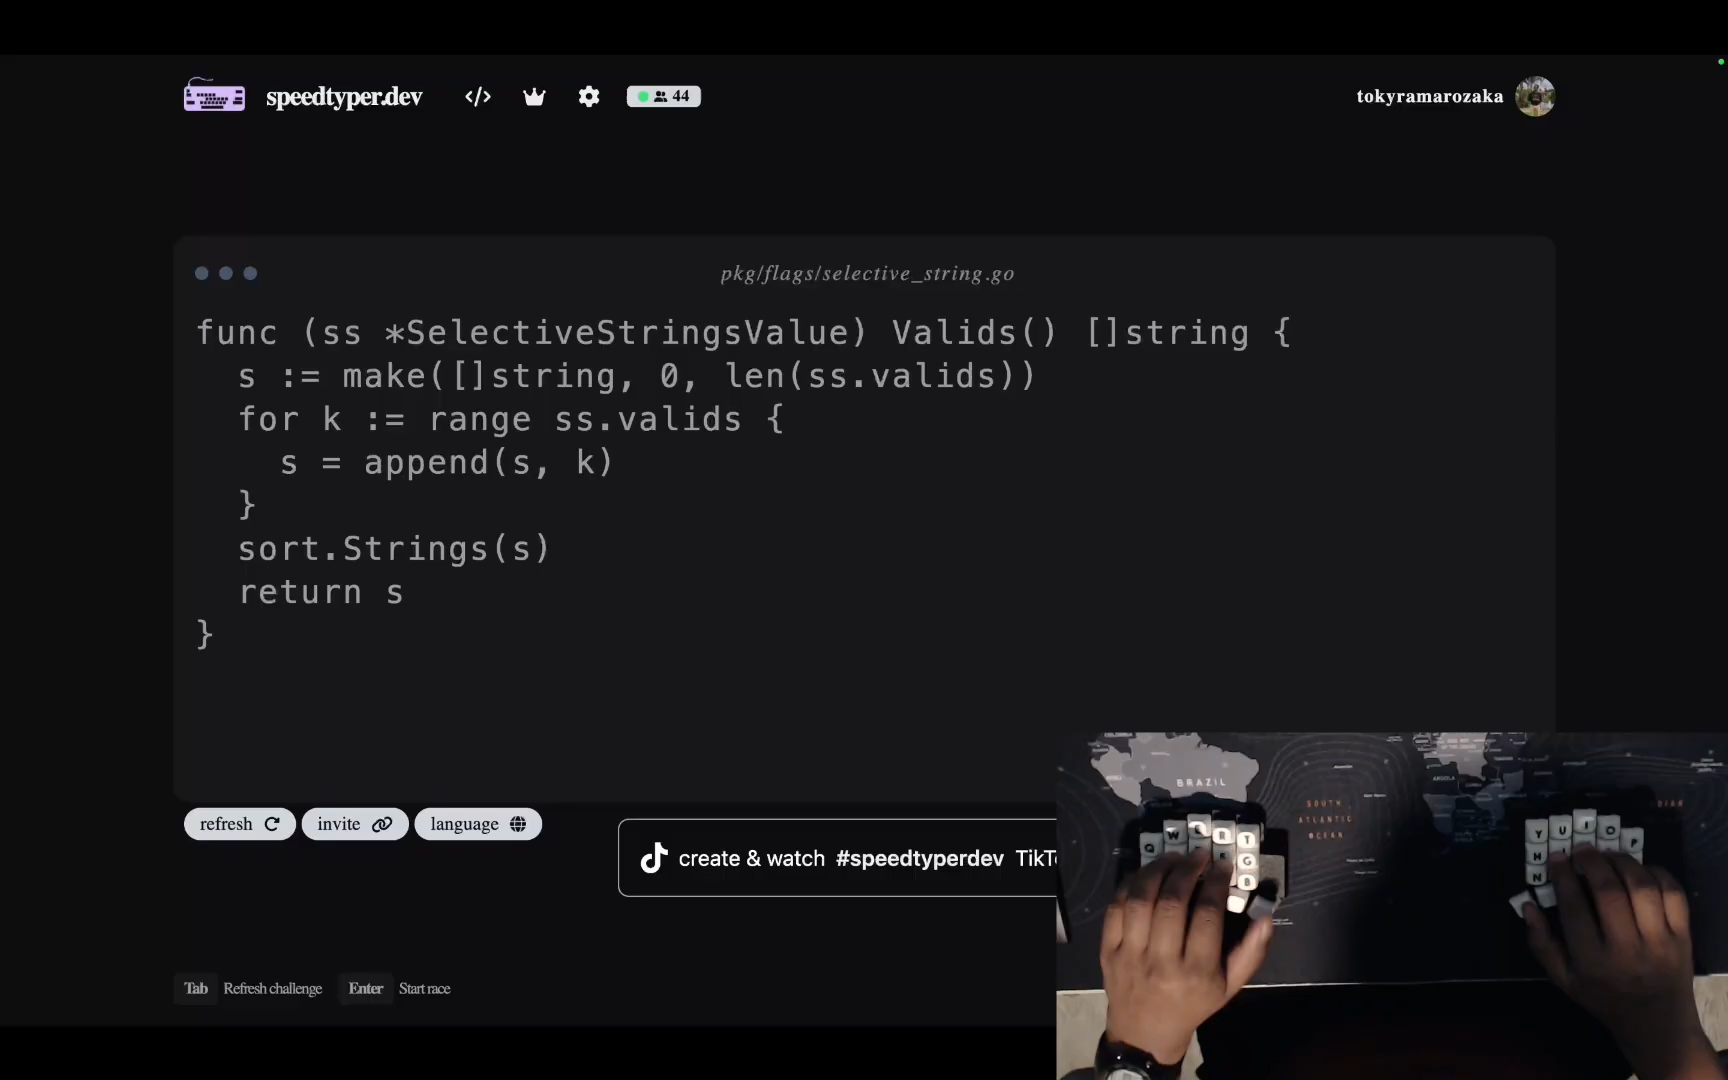 speedtyper.dev </> 44 tokyramarozaka
pkg/flags/selective_string.go
func (ss *SelectiveStringsValue) Valids() []string {
  s := make([]string, 0, len(ss.valids))
  for k := range ss.valids {
    s = append(s, k)
  }
  sort.Strings(s)
  return s
}
refresh invite language
create & watch #speedtyperdev
Tab Refresh challenge Enter Start race
BRAZIL
SOUTH
ATLANTIC
OCEAN
Q W E R T
G
B
Y U I O P
H
N